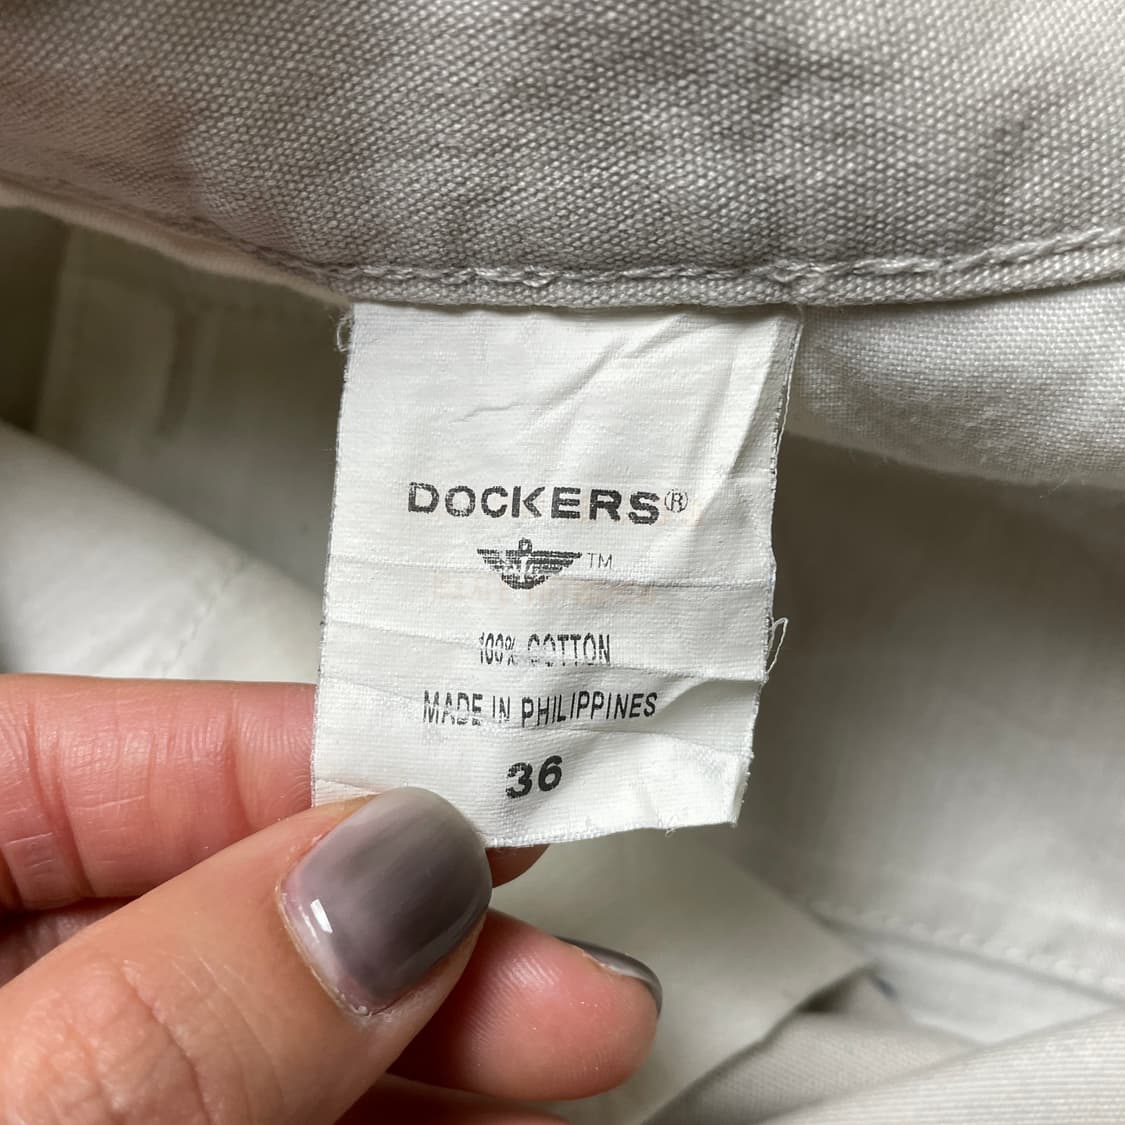 DOCKERS®
TM
100% COTTON
MADE IN PHILIPPINES
36